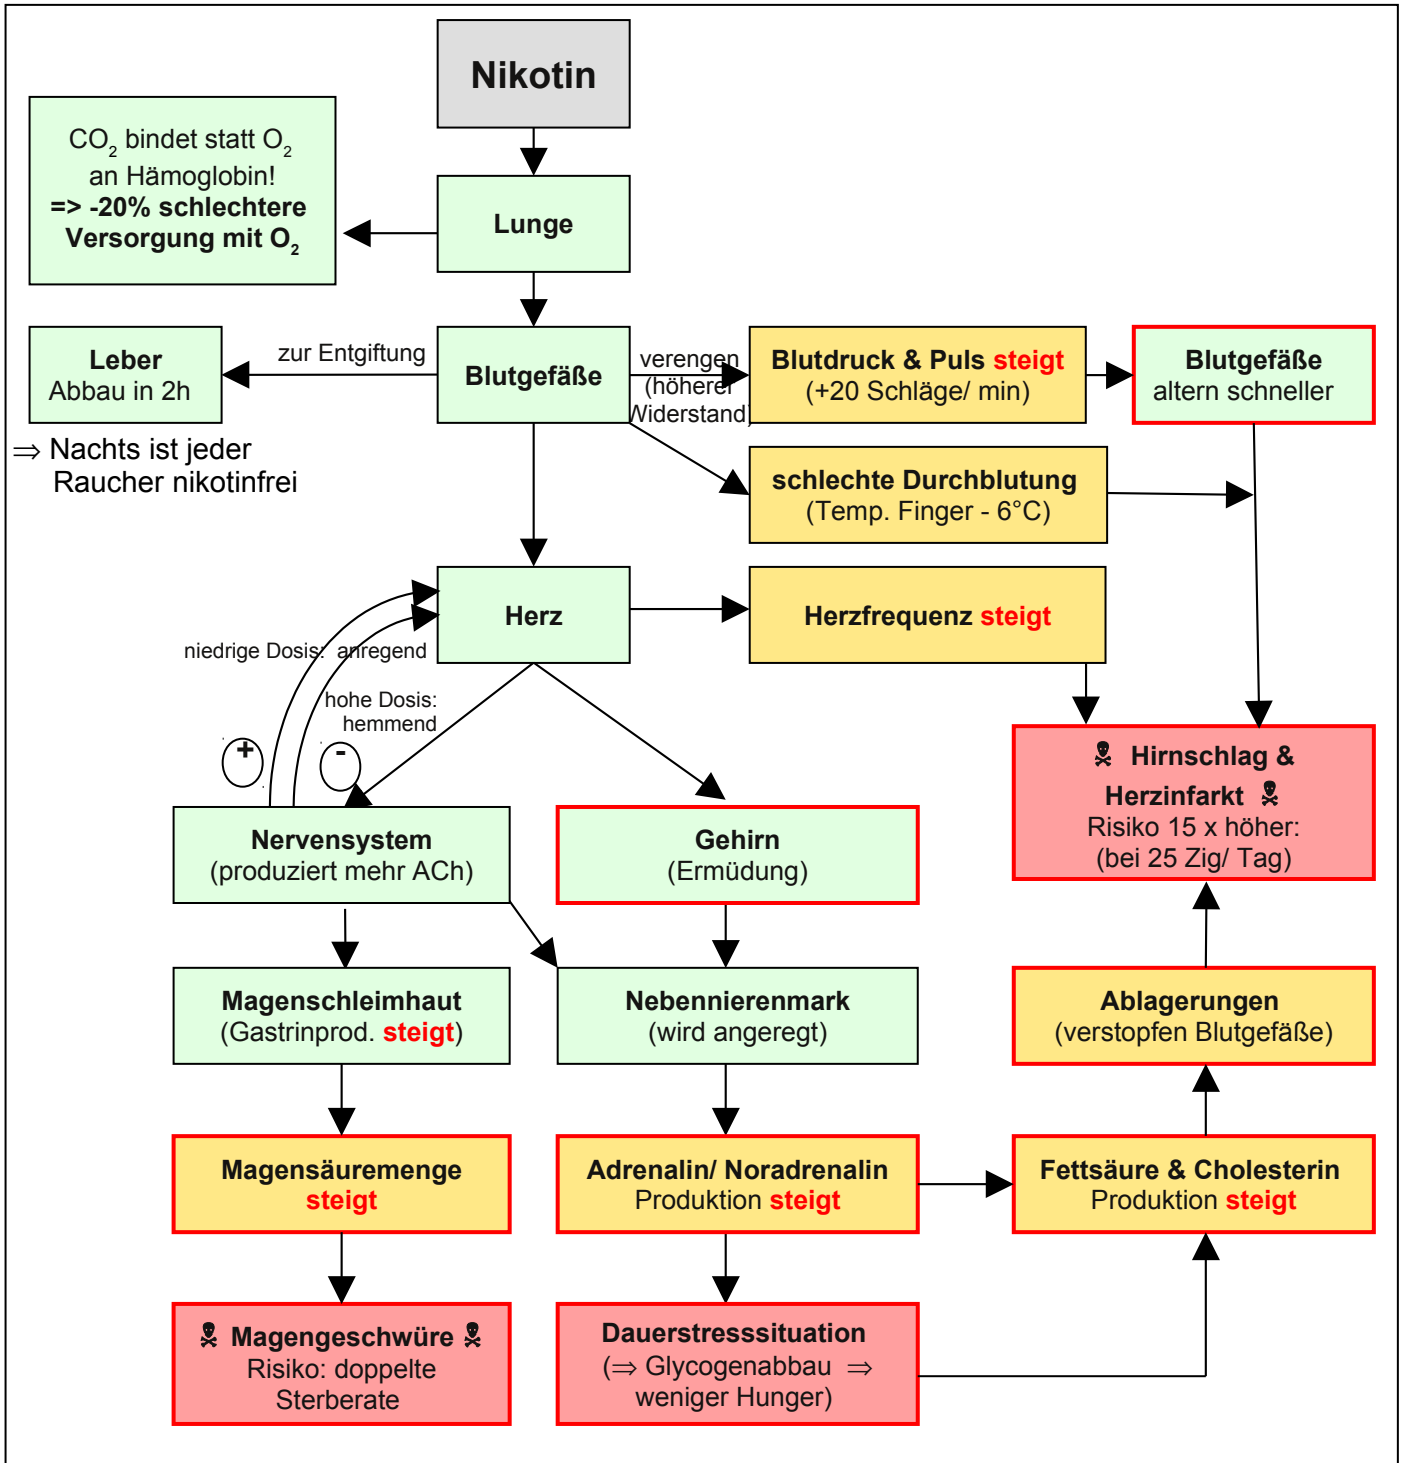 Nikotin
CO₂ bindet statt O₂
an Hämoglobin!
=> -20% schlechtere
Versorgung mit O₂
Lunge
Leber
Abbau in 2h
zur Entgiftung
Blutgefäße
verengen
(höherer
Widerstand)
Blutdruck & Puls steigt
(+20 Schläge/ min)
Blutgefäße
altern schneller
⇒ Nachts ist jeder
Raucher nikotinfrei
schlechte Durchblutung
(Temp. Finger - 6°C)
Herz
Herzfrequenz steigt
niedrige Dosis: anregend
hohe Dosis:
hemmend
+
-
☠ Hirnschlag &
Herzinfarkt ☠
Risiko 15 x höher:
(bei 25 Zig/ Tag)
Nervensystem
(produziert mehr ACh)
Gehirn
(Ermüdung)
Magenschleimhaut
(Gastrinprod. steigt)
Nebennierenmark
(wird angeregt)
Ablagerungen
(verstopfen Blutgefäße)
Magensäuremenge
steigt
Adrenalin/ Noradrenalin
Produktion steigt
Fettsäure & Cholesterin
Produktion steigt
☠ Magengeschwüre ☠
Risiko: doppelte
Sterberate
Dauerstresssituation
(⇒ Glycogenabbau ⇒
weniger Hunger)